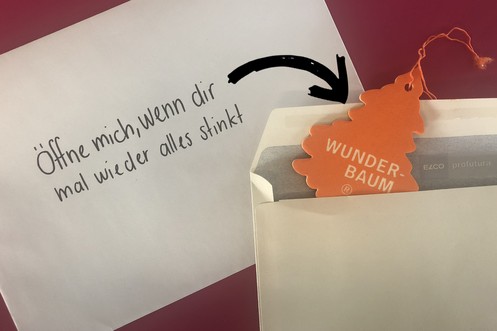 Öffne mich, wenn dir
mal wieder alles stinkt
WUNDER-
BAUM
®